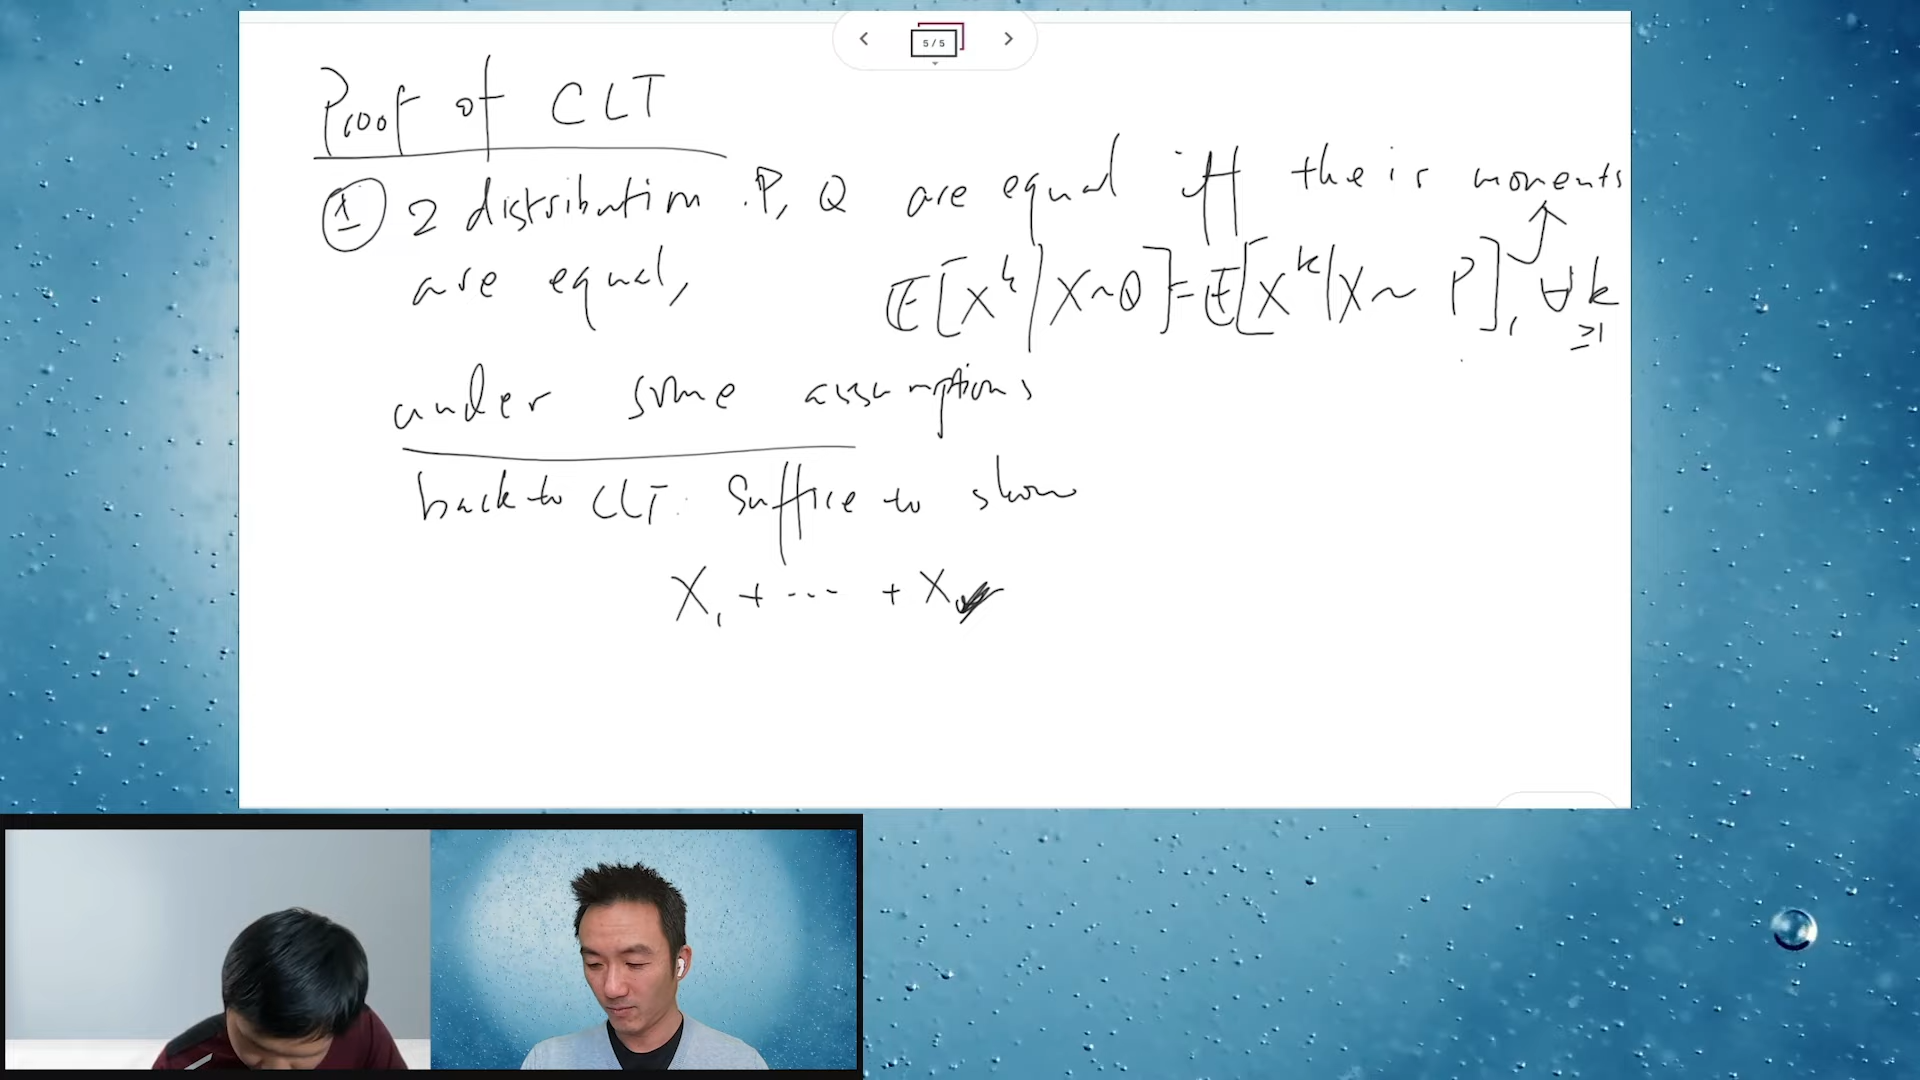 5/5
Proof of CLT
① 2 distribution P, Q are equal iff their moments
are equal, E[X^k | X~Q] = E[X^k | X~P], ∀k ≥1
under some assumptions
back to CLT. Suffice to show
X₁ + ... + X